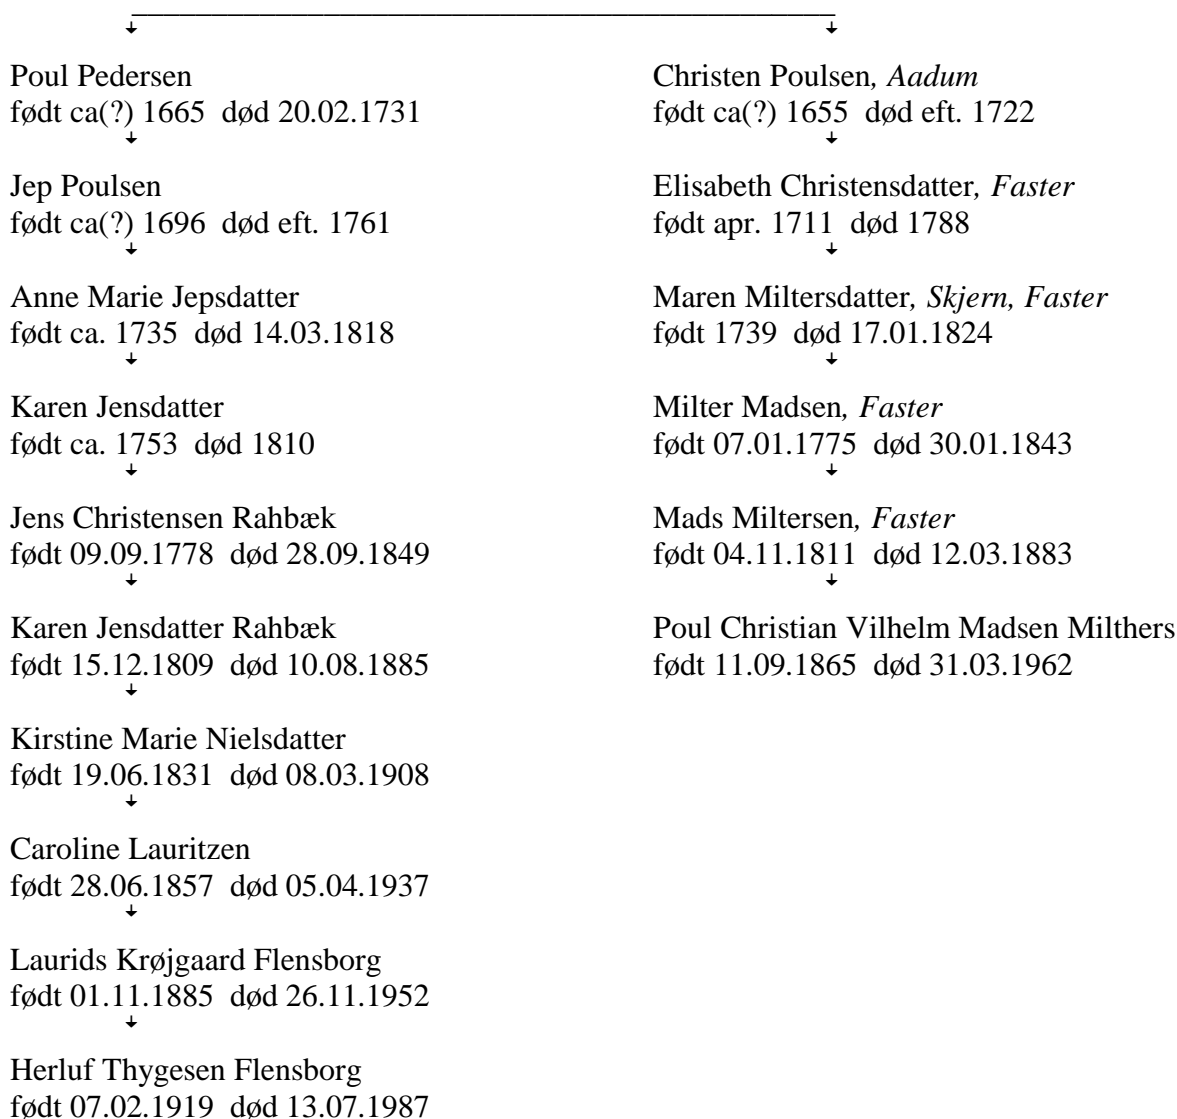 Poul Pedersen
født ca(?) 1665 død 20.02.1731
Jep Poulsen
født ca(?) 1696 død eft. 1761
Anne Marie Jepsdatter
født ca. 1735 død 14.03.1818
Karen Jensdatter
født ca. 1753 død 1810
Jens Christensen Rahbæk
født 09.09.1778 død 28.09.1849
Karen Jensdatter Rahbæk
født 15.12.1809 død 10.08.1885
Kirstine Marie Nielsdatter
født 19.06.1831 død 08.03.1908
Caroline Lauritzen
født 28.06.1857 død 05.04.1937
Laurids Krøjgaard Flensborg
født 01.11.1885 død 26.11.1952
Herluf Thygesen Flensborg
født 07.02.1919 død 13.07.1987
Christen Poulsen, Aadum
født ca(?) 1655 død eft. 1722
Elisabeth Christensdatter, Faster
født apr. 1711 død 1788
Maren Miltersdatter, Skjern, Faster
født 1739 død 17.01.1824
Milter Madsen, Faster
født 07.01.1775 død 30.01.1843
Mads Miltersen, Faster
født 04.11.1811 død 12.03.1883
Poul Christian Vilhelm Madsen Milthers
født 11.09.1865 død 31.03.1962